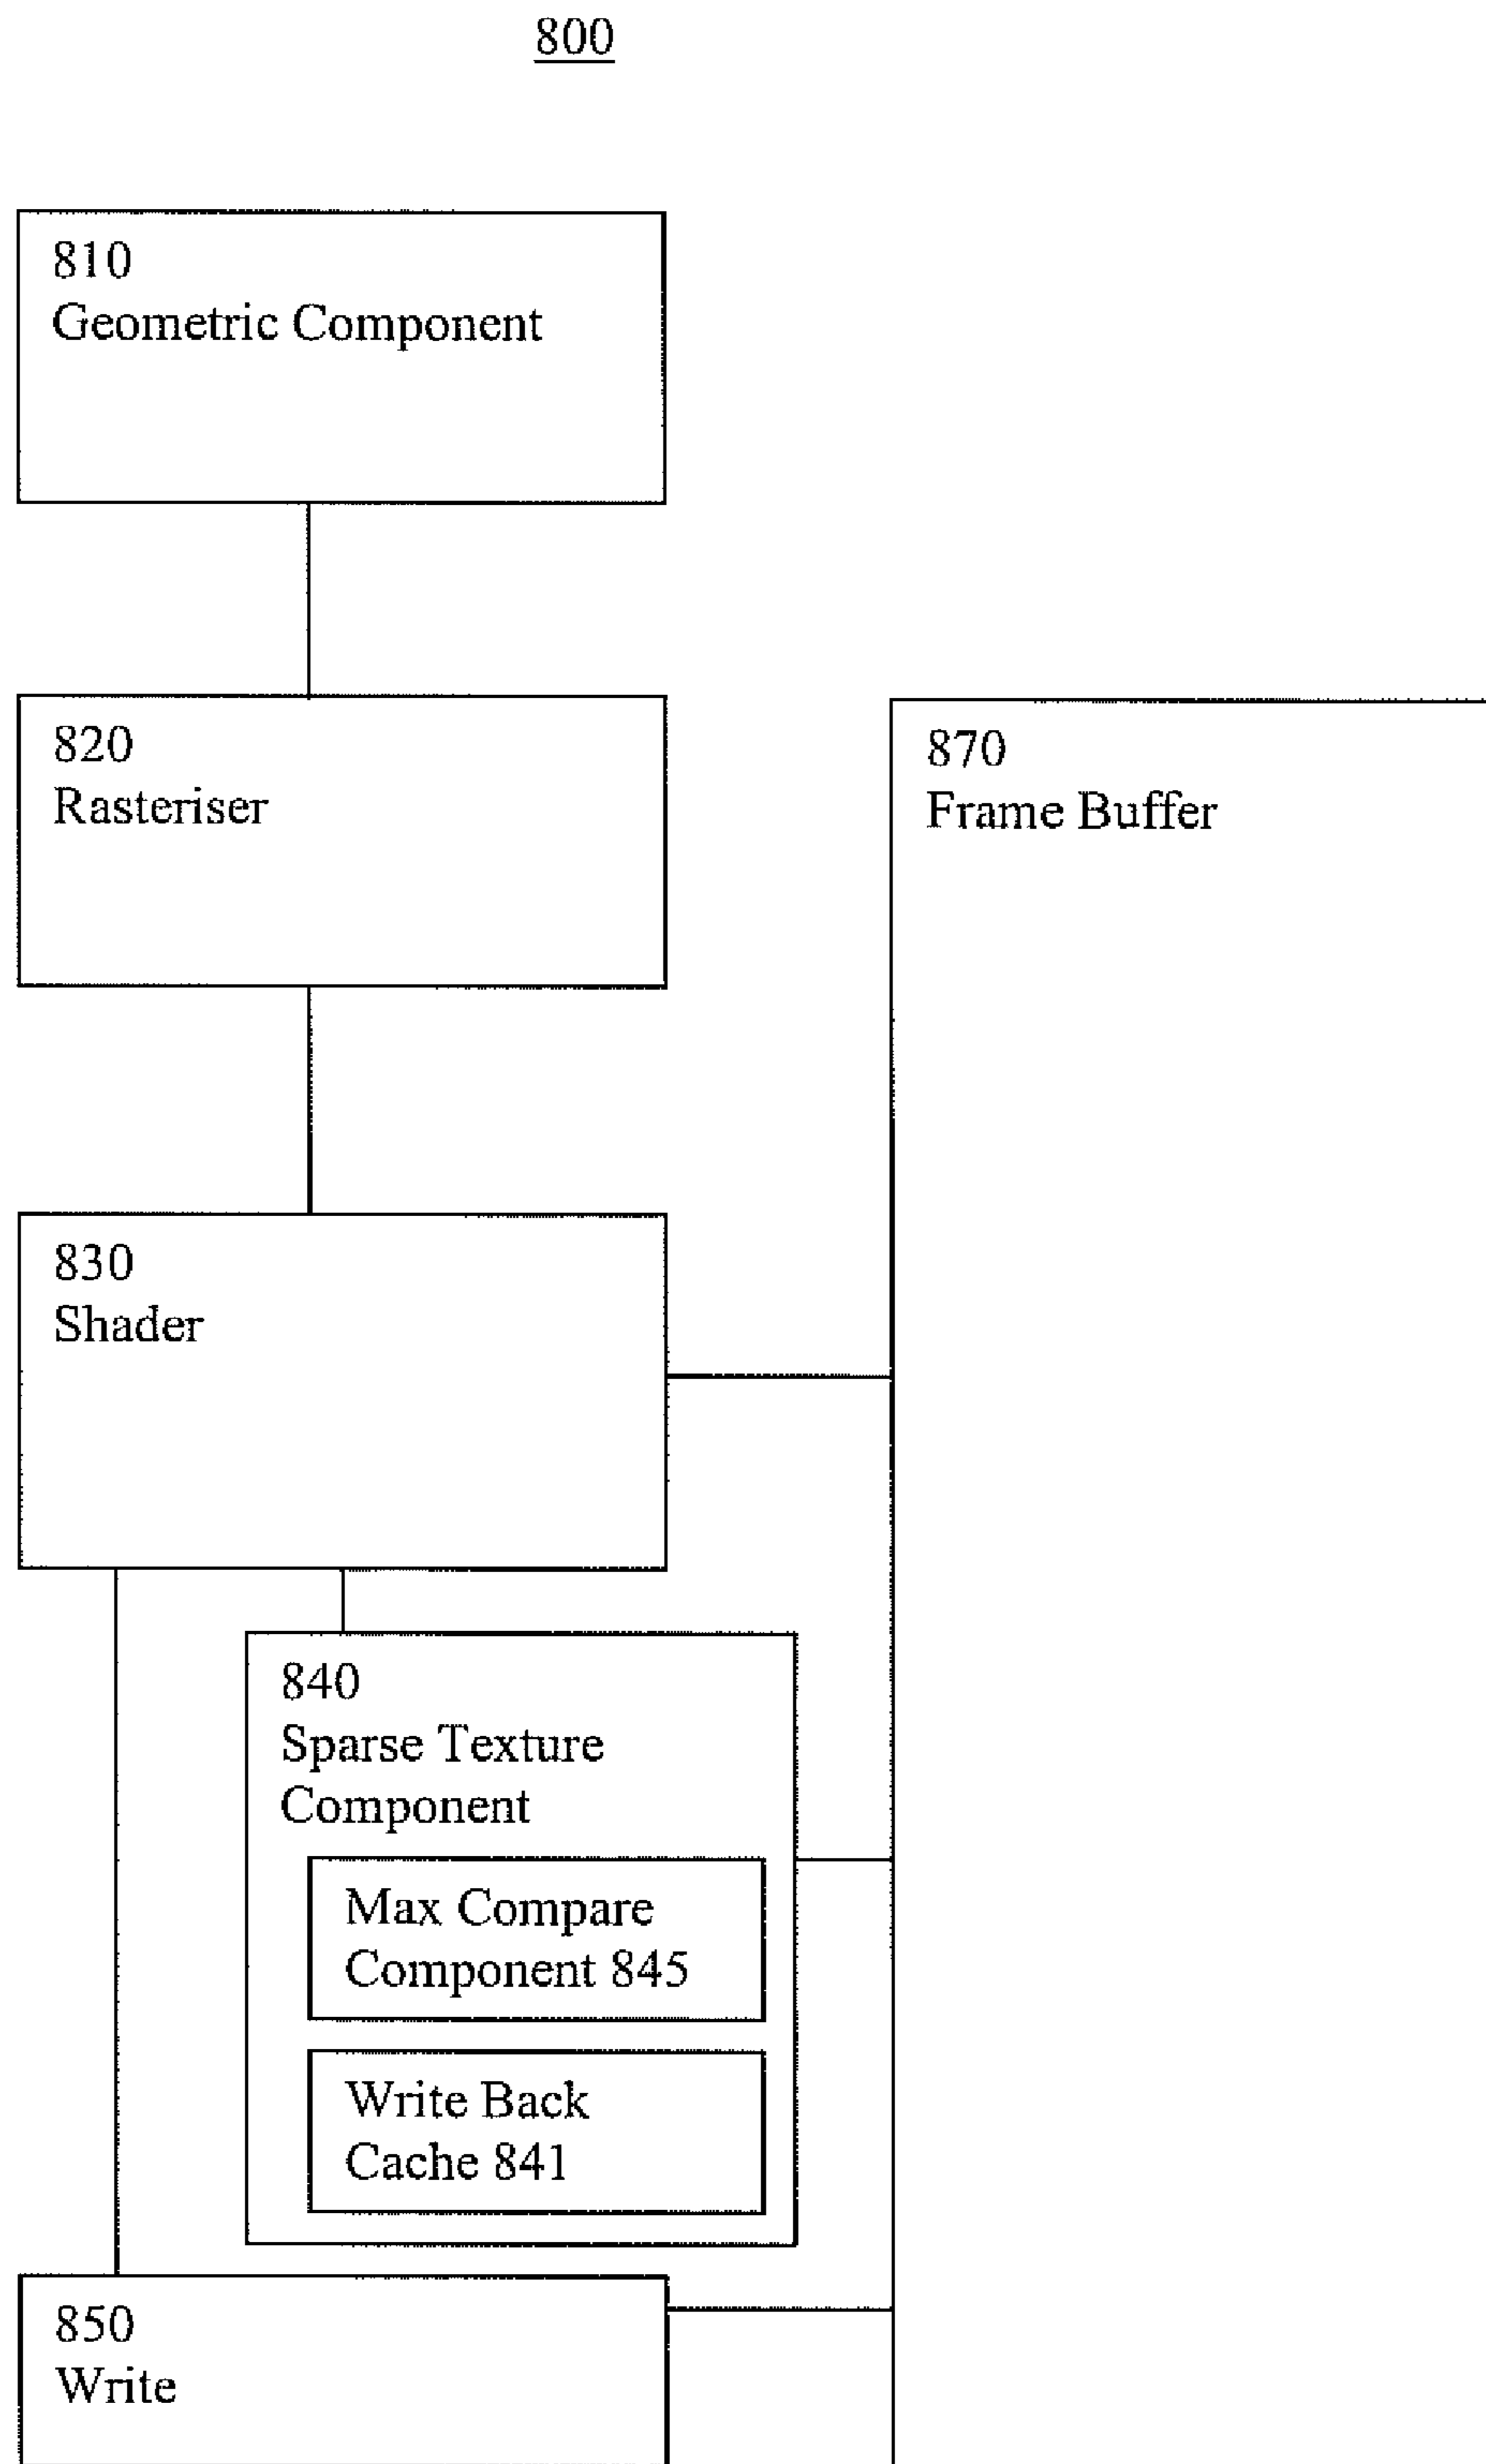 800
810
Geometric Component
820
Rasteriser
870
Frame Buffer
830
Shader
840
Sparse Texture
Component
Max Compare
Component 845
Write Back
Cache 841
850
Write